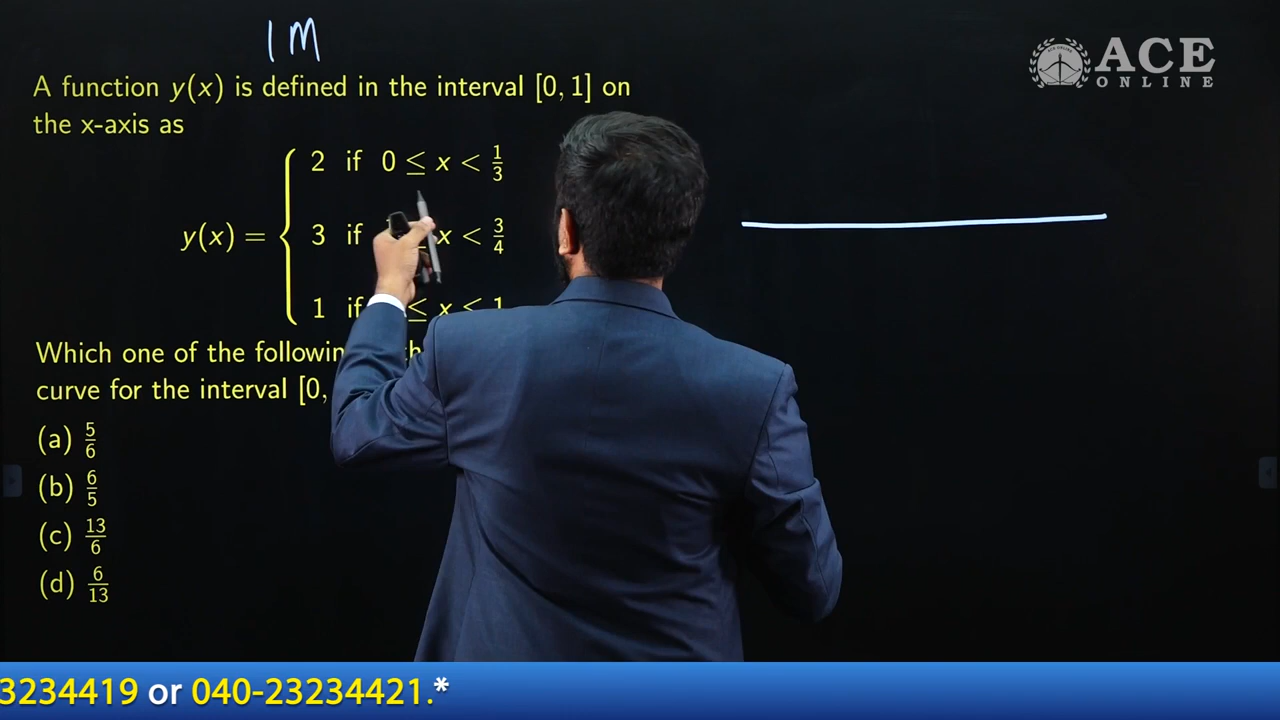 1 M
ACE
ONLINE
A function y(x) is defined in the interval [0, 1] on
the x-axis as
y(x) = { 2 if 0 ≤ x < 1/3
3 if x < 3/4
1 if ≤ x ≤ 1
Which one of the
curve for the interval [0,
(a) 5/6
(b) 6/5
(c) 13/6
(d) 6/13
3234419 or 040-23234421.*